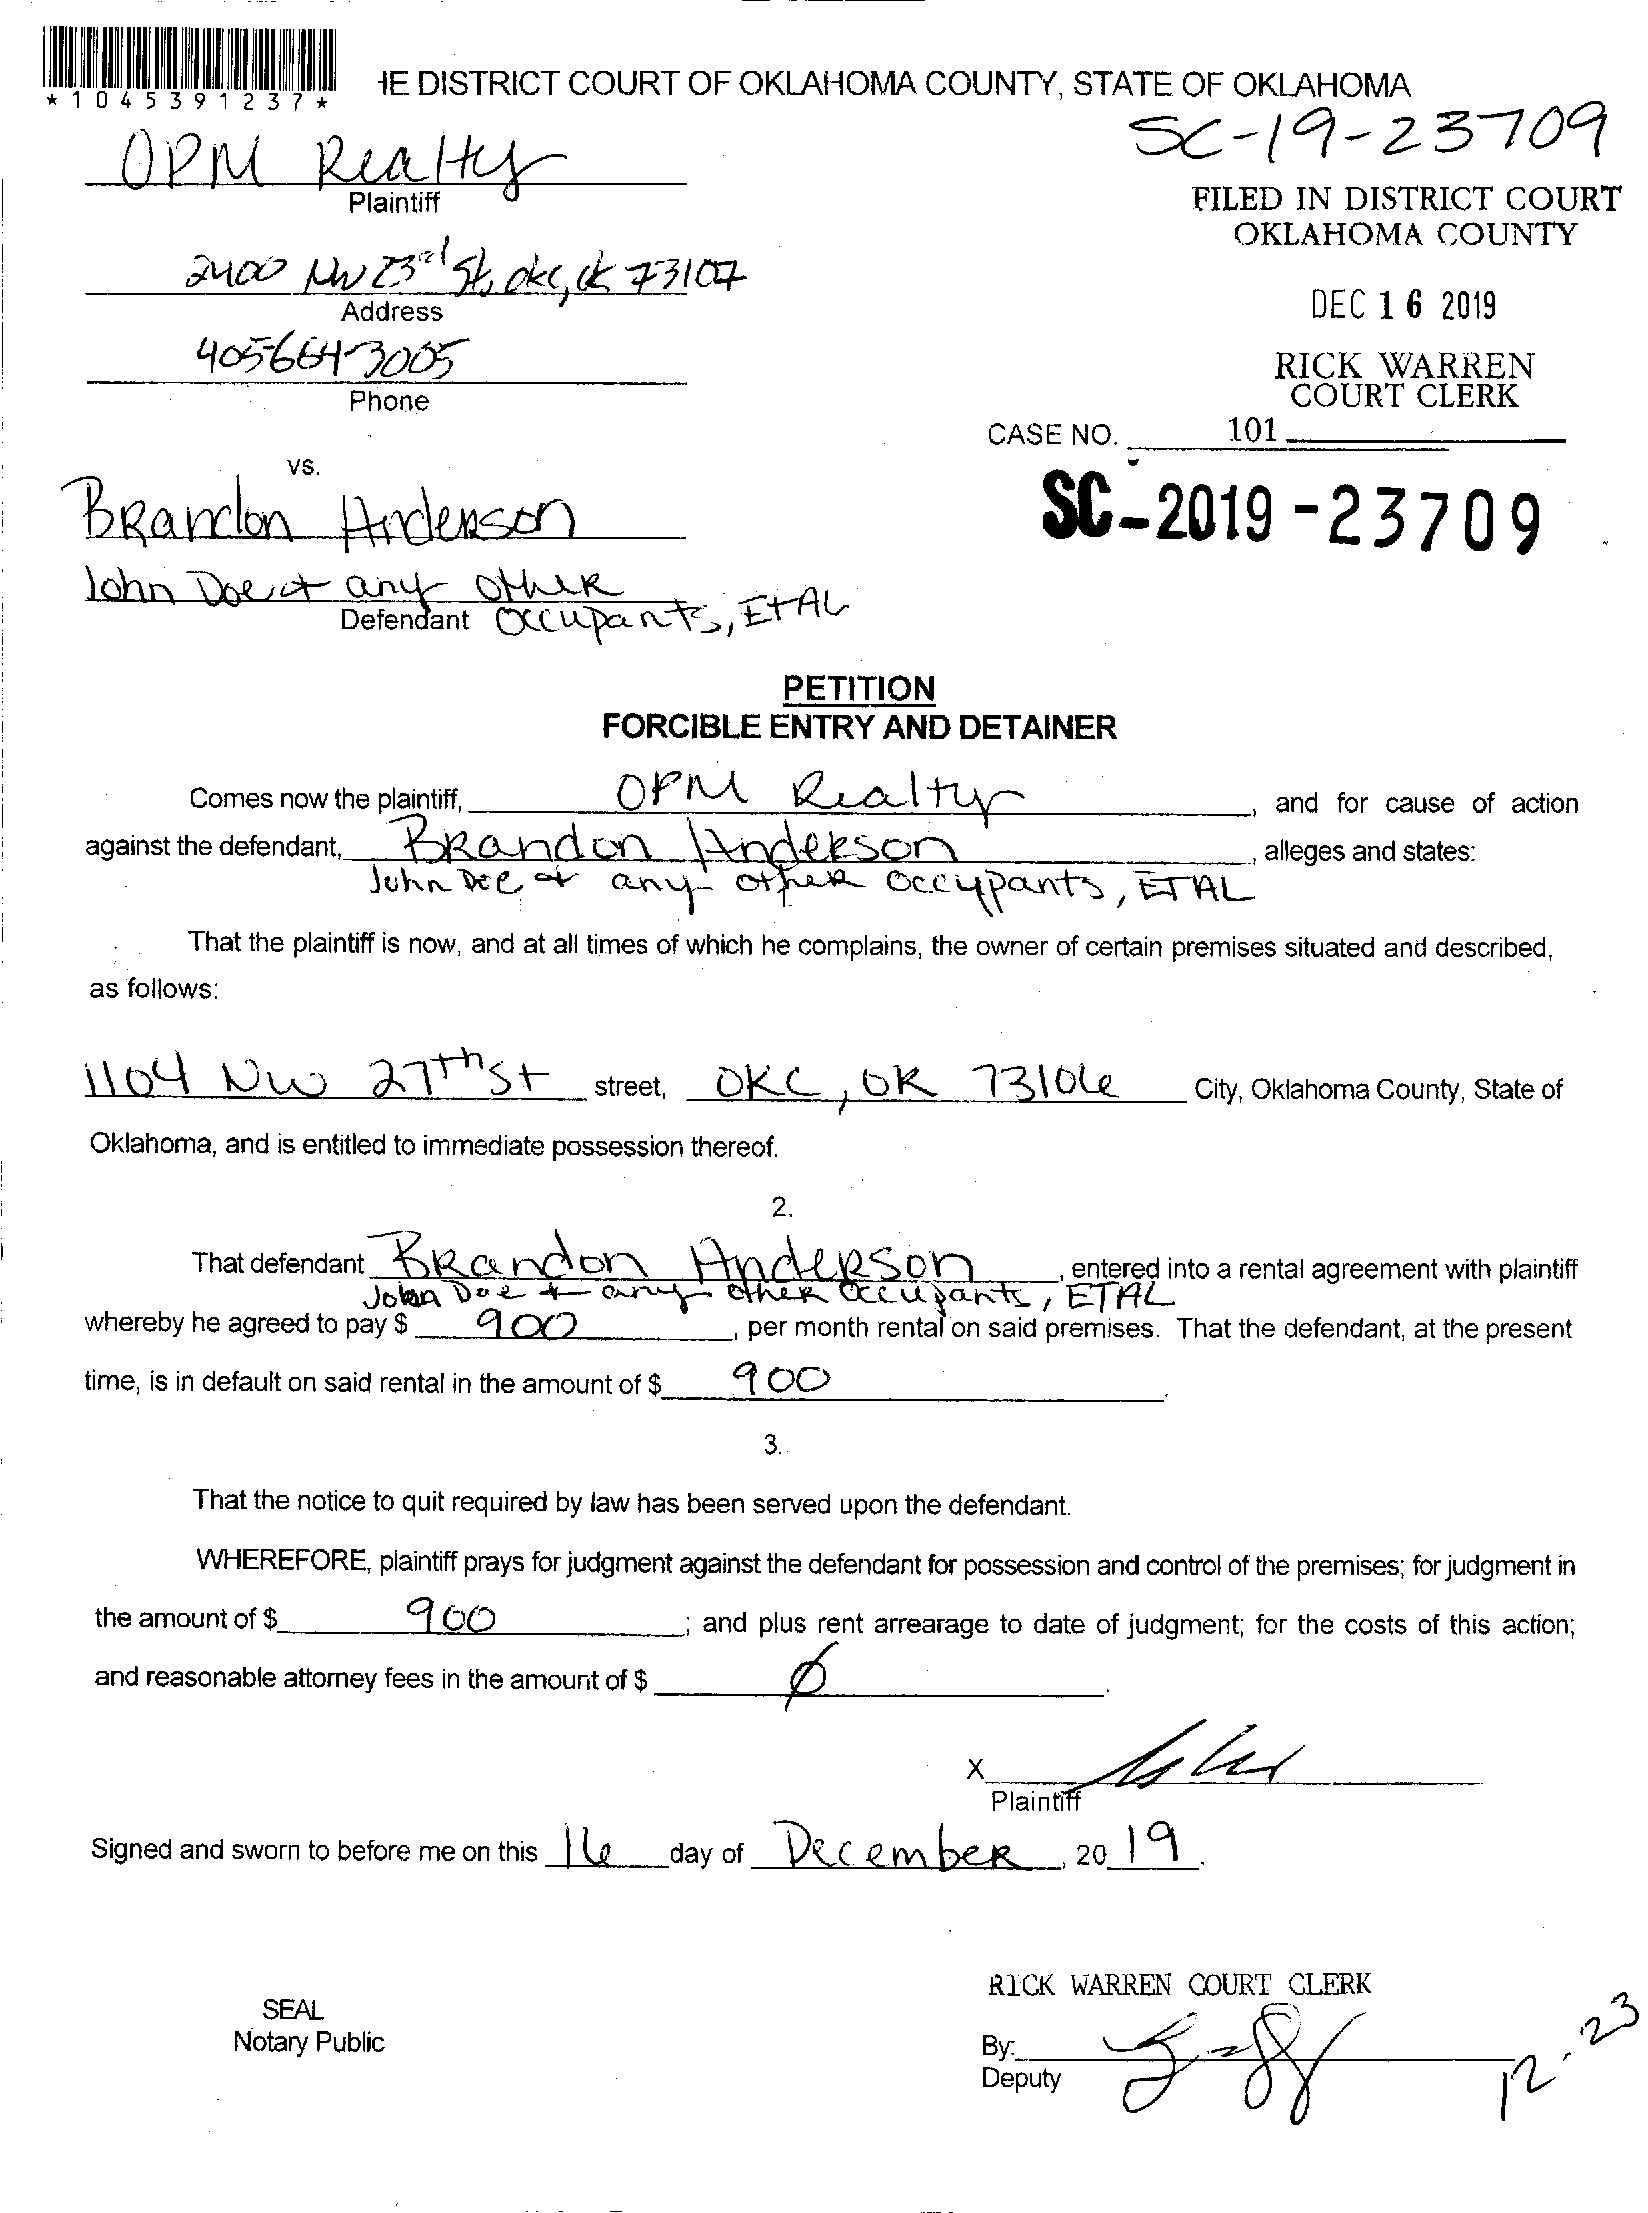 *1045391237*
HE DISTRICT COURT OF OKLAHOMA COUNTY, STATE OF OKLAHOMA
SC-19-23709
OPM Realty
Plaintiff
FILED IN DISTRICT COURT
OKLAHOMA COUNTY
2400 NW 23rd St, okc, ok 73107
Address
DEC 16 2019
Phone
RICK WARREN
COURT CLERK
CASE NO. 101
vs.
SC-2019-23709
Brandon Anderson
John Doe + any other
Defendant occupants, ETAL
PETITION
FORCIBLE ENTRY AND DETAINER
Comes now the plaintiff, OPM Realty, and for cause of action
against the defendant, Brandon Anderson, alleges and states:
John Doe + any other occupants, ETAL
That the plaintiff is now, and at all times of which he complains, the owner of certain premises situated and described,
as follows:
1104 NW 27th St street, OKC, OK 73106 City, Oklahoma County, State of
Oklahoma, and is entitled to immediate possession thereof.
2.
That defendant Brandon Anderson, entered into a rental agreement with plaintiff
John Doe + any other occupants, ETAL
whereby he agreed to pay $ 900, per month rental on said premises. That the defendant, at the present
time, is in default on said rental in the amount of $ 900.
3.
That the notice to quit required by law has been served upon the defendant.
WHEREFORE, plaintiff prays for judgment against the defendant for possession and control of the premises; for judgment in
the amount of $ 900; and plus rent arrearage to date of judgment; for the costs of this action;
and reasonable attorney fees in the amount of $ Ø.
X
Plaintiff
Signed and sworn to before me on this 16 day of December, 2019.
RICK WARREN COURT CLERK
SEAL
Notary Public
By:
Deputy
12-23